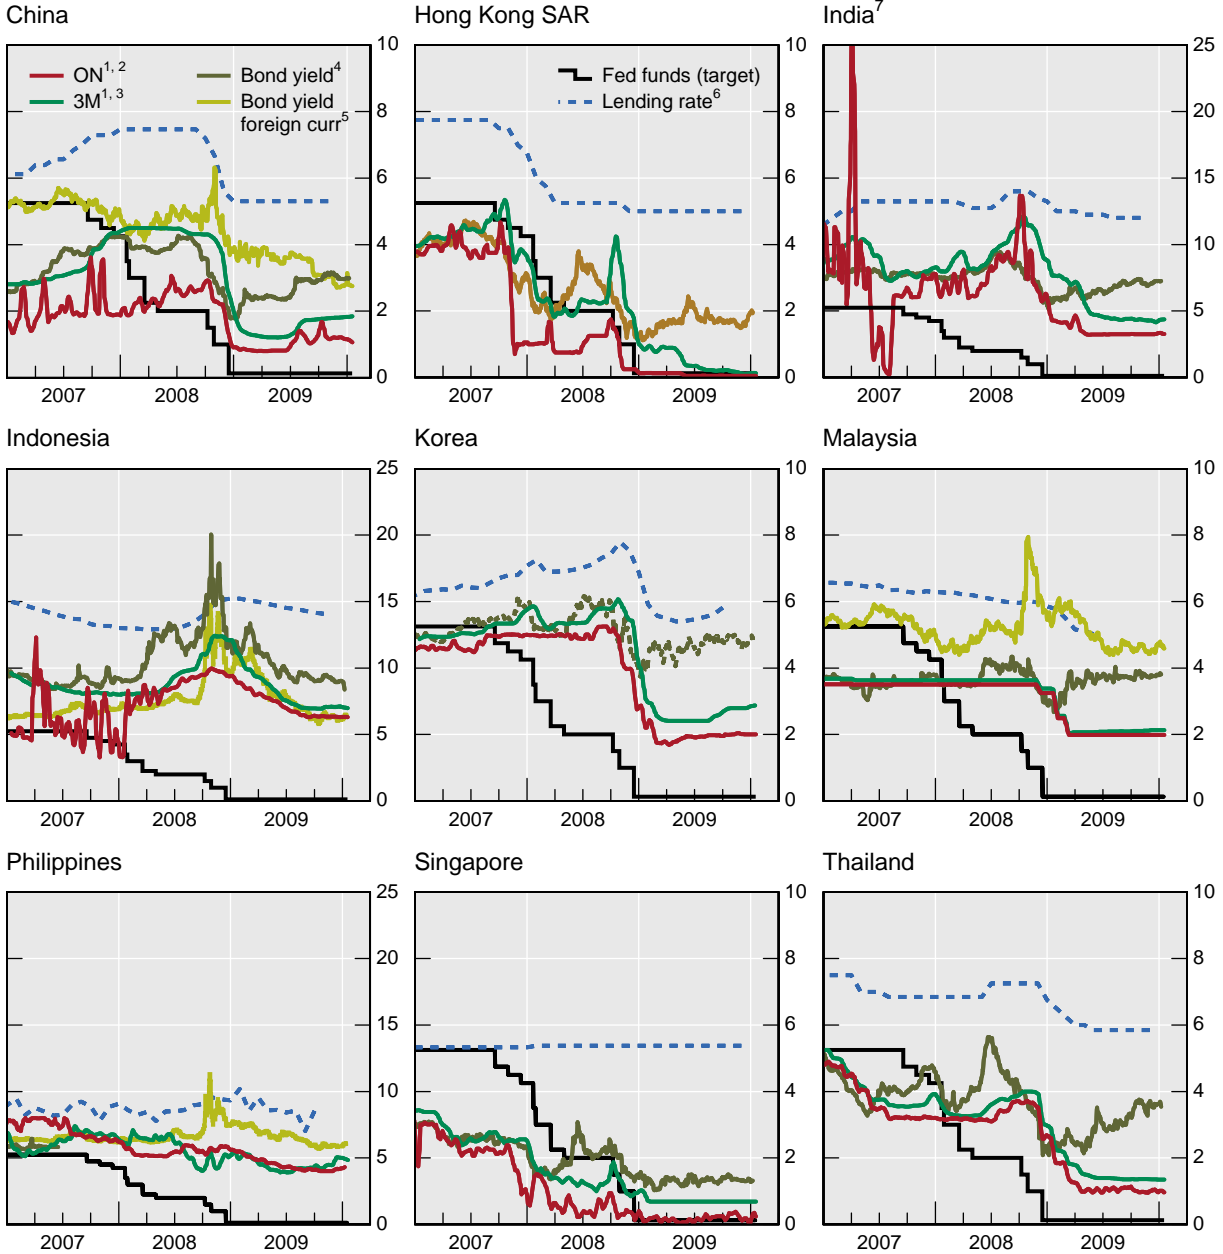 China
Hong Kong SAR
India7
10
10
25
ON1, 2
Bond yield4
Fed funds (target)
3M1, 3
Bond yield
foreign curr5
Lending rate6
8
8
20
6
6
15
4
4
10
2
2
5
0
0
0
2007 2008 2009
2007 2008 2009
2007 2008 2009
Indonesia
Korea
Malaysia
25
10
10
20
8
8
15
6
6
10
4
4
5
2
2
0
0
0
2007 2008 2009
2007 2008 2009
2007 2008 2009
Philippines
Singapore
Thailand
25
10
10
20
8
8
15
6
6
10
4
4
5
2
2
0
0
0
2007 2008 2009
2007 2008 2009
2007 2008 2009